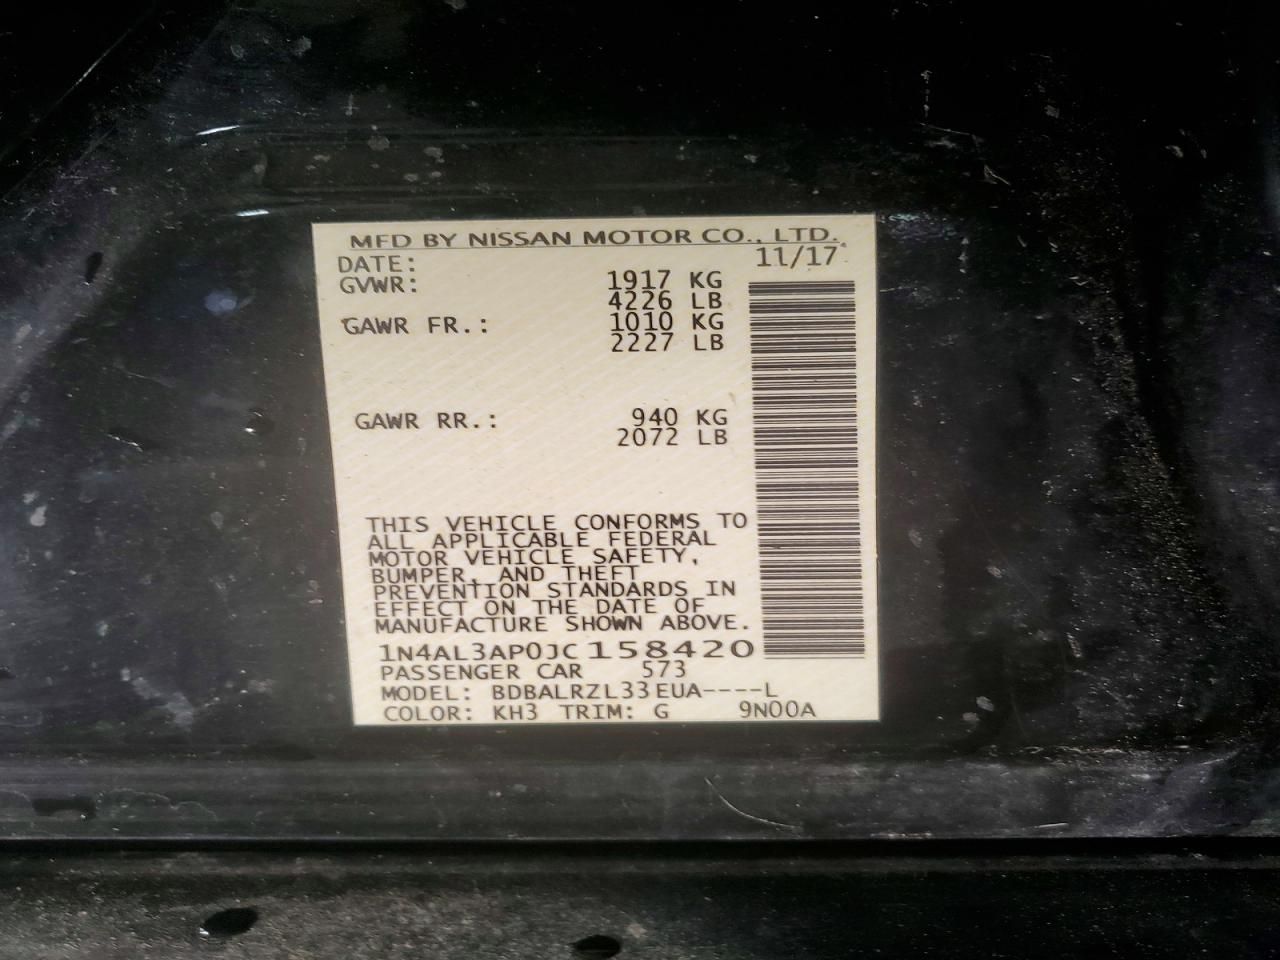 MFD BY NISSAN MOTOR CO., LTD.
DATE: 11/17
GVWR: 1917 KG
4226 LB
GAWR FR.: 1010 KG
2227 LB
GAWR RR.: 940 KG
2072 LB
THIS VEHICLE CONFORMS TO
ALL APPLICABLE FEDERAL
MOTOR VEHICLE SAFETY,
BUMPER, AND THEFT
PREVENTION STANDARDS IN
EFFECT ON THE DATE OF
MANUFACTURE SHOWN ABOVE.
1N4AL3AP0JC158420
PASSENGER CAR 573
MODEL: BDBALRZL33EUA----L
COLOR: KH3 TRIM: G 9N00A